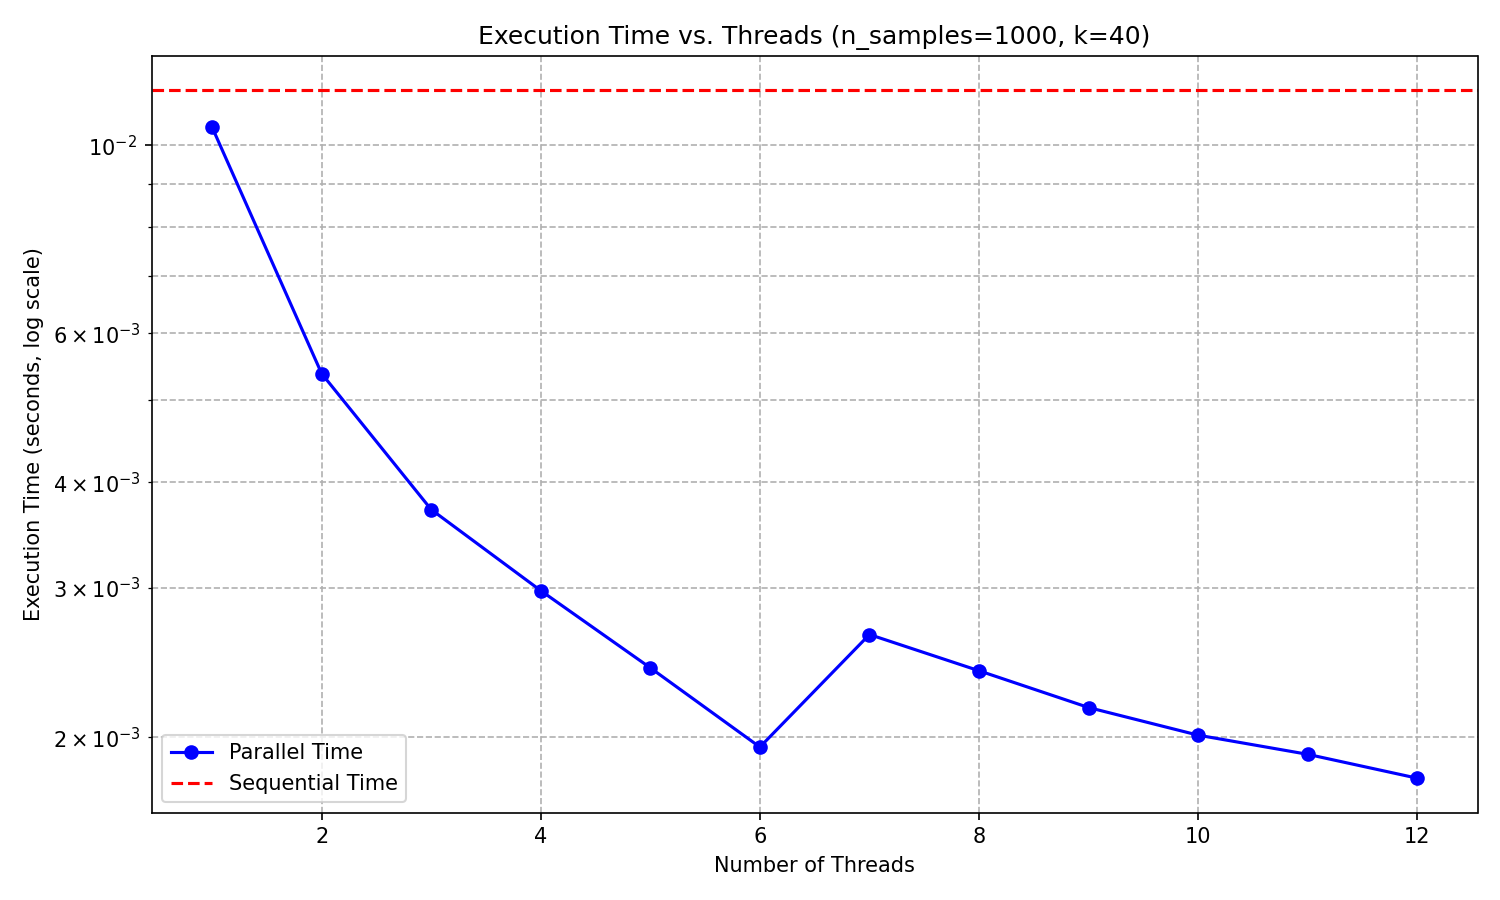 Execution Time vs. Threads (n_samples=1000, k=40)
Execution Time (seconds, log scale)
10⁻²
6 × 10⁻³
4 × 10⁻³
3 × 10⁻³
2 × 10⁻³
Parallel Time
Sequential Time
2 4 6 8 10 12
Number of Threads